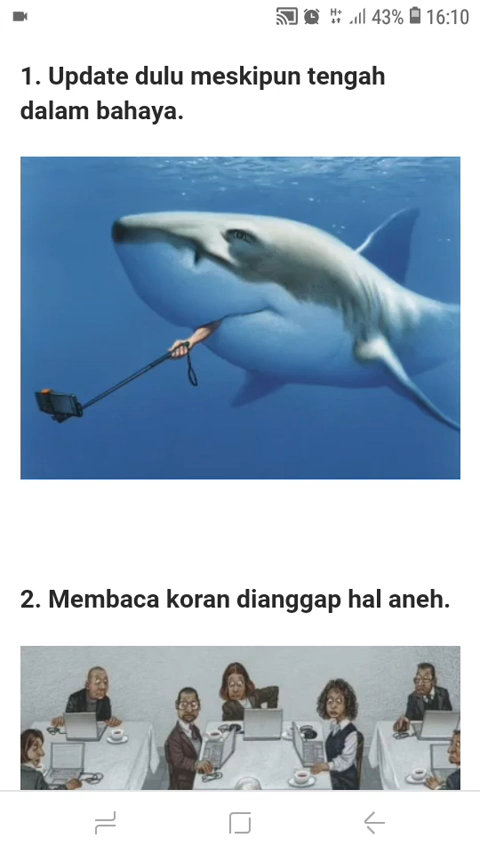 H+ 43% 16:10
1. Update dulu meskipun tengah
dalam bahaya.
2. Membaca koran dianggap hal aneh.